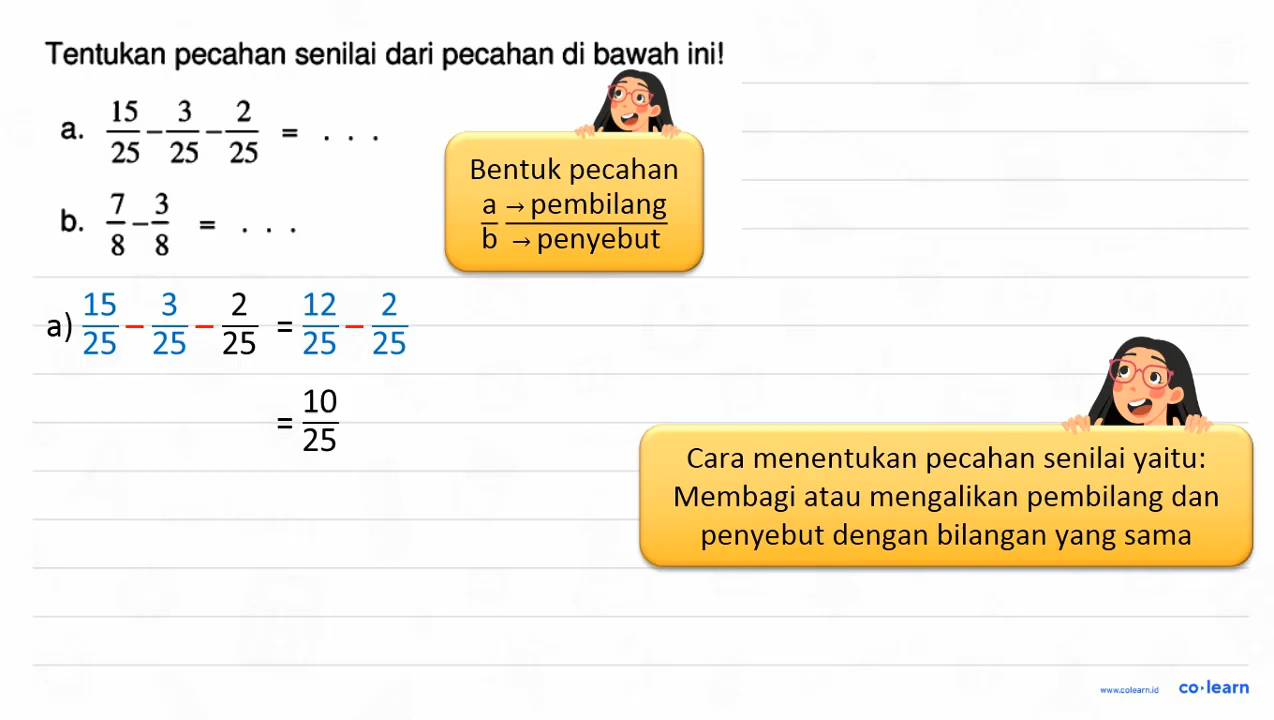 Tentukan pecahan senilai dari pecahan di bawah ini!
a. 15/25 − 3/25 − 2/25 = . . .
b. 7/8 − 3/8 = . . .
Bentuk pecahan
a → pembilang
b → penyebut
a) 15/25 − 3/25 − 2/25 = 12/25 − 2/25
= 10/25
Cara menentukan pecahan senilai yaitu:
Membagi atau mengalikan pembilang dan
penyebut dengan bilangan yang sama
www.colearn.id co·learn